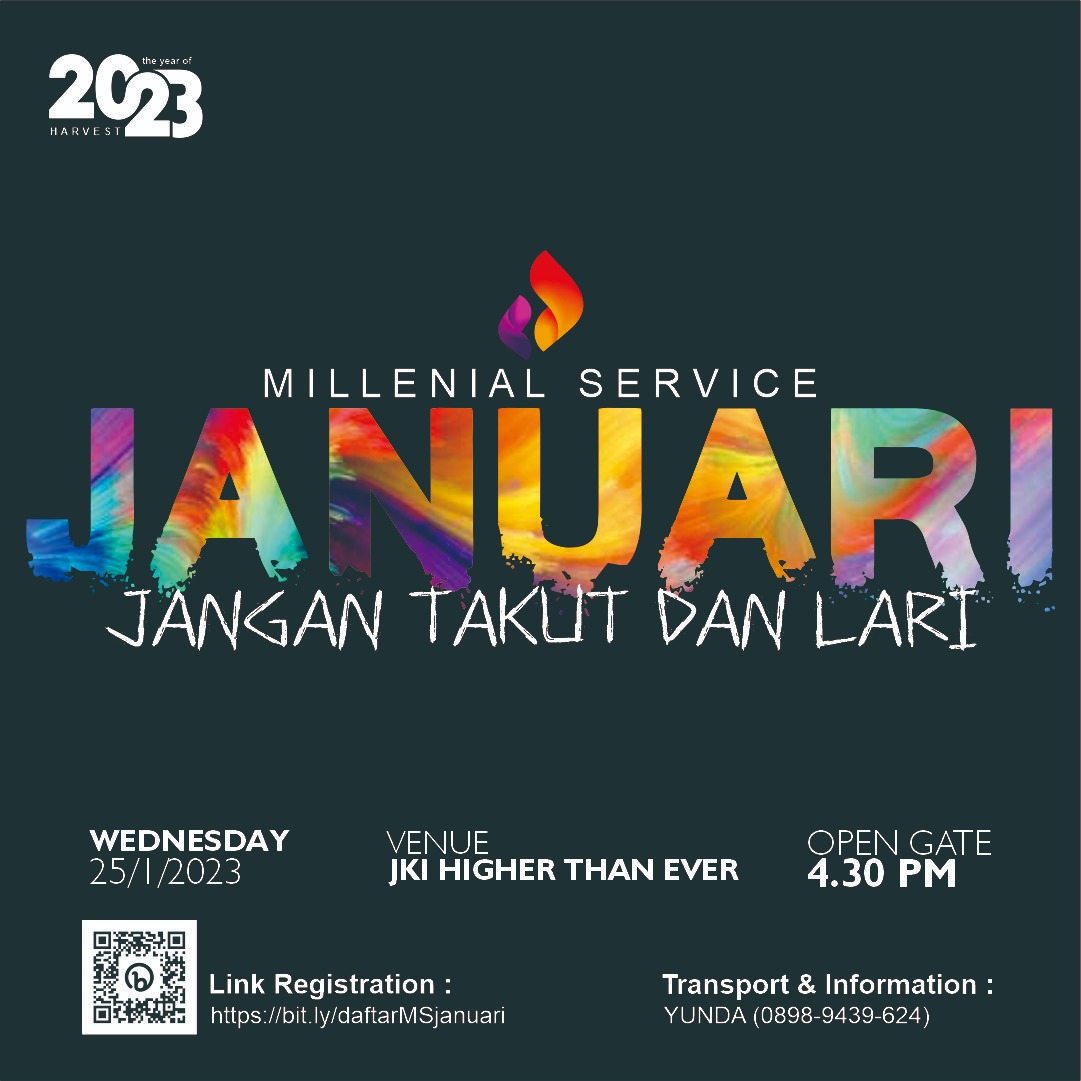 the year of
2023
HARVEST
MILLENIAL SERVICE
JANUARI
JANGAN TAKUT DAN LARI
WEDNESDAY
25/1/2023
VENUE
JKI HIGHER THAN EVER
OPEN GATE
4.30 PM
Link Registration :
https://bit.ly/daftarMSjanuari
Transport & Information :
YUNDA (0898-9439-624)